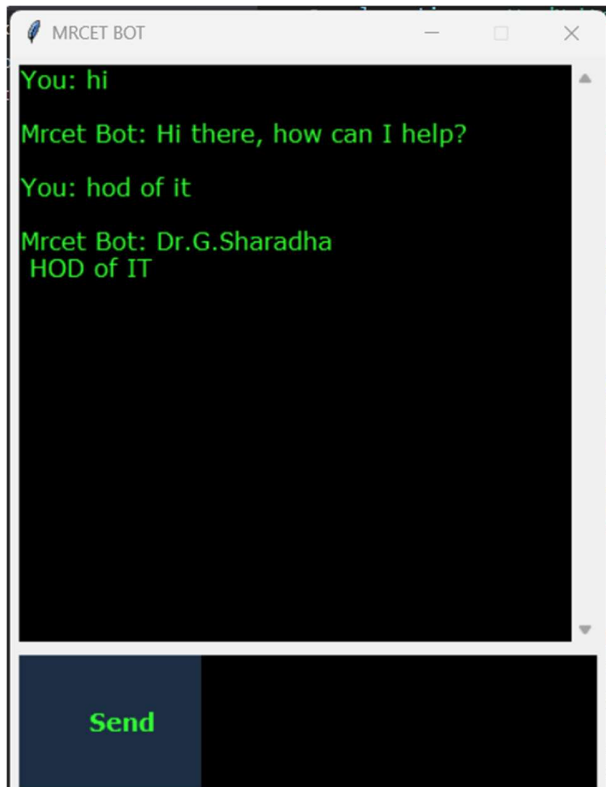 MRCET BOT
You: hi
Mrcet Bot: Hi there, how can I help?
You: hod of it
Mrcet Bot: Dr.G.Sharadha
HOD of IT
Send